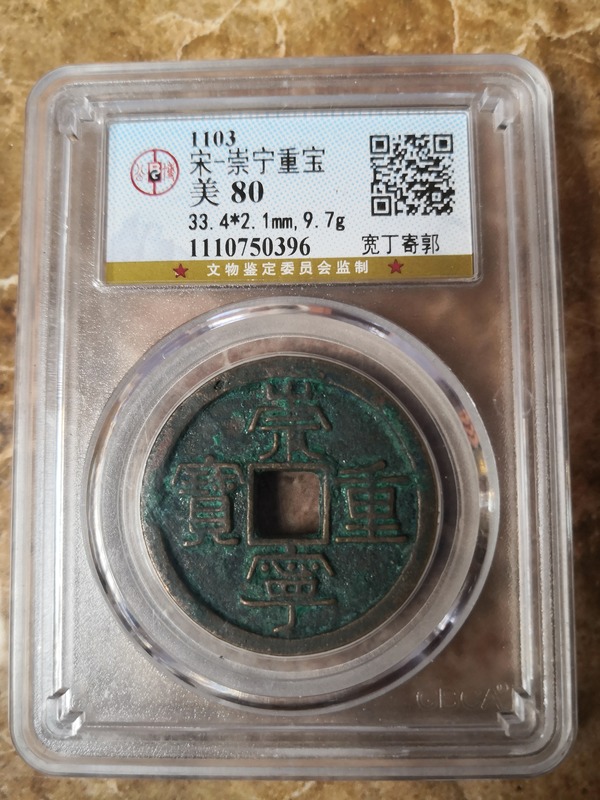 1103
宋-崇宁重宝
美 80
33.4*2.1mm,9.7g
1110750396 宽丁寄郭
★ 文物鉴定委员会监制 ★
崇
寶 重
寧
GBCA®